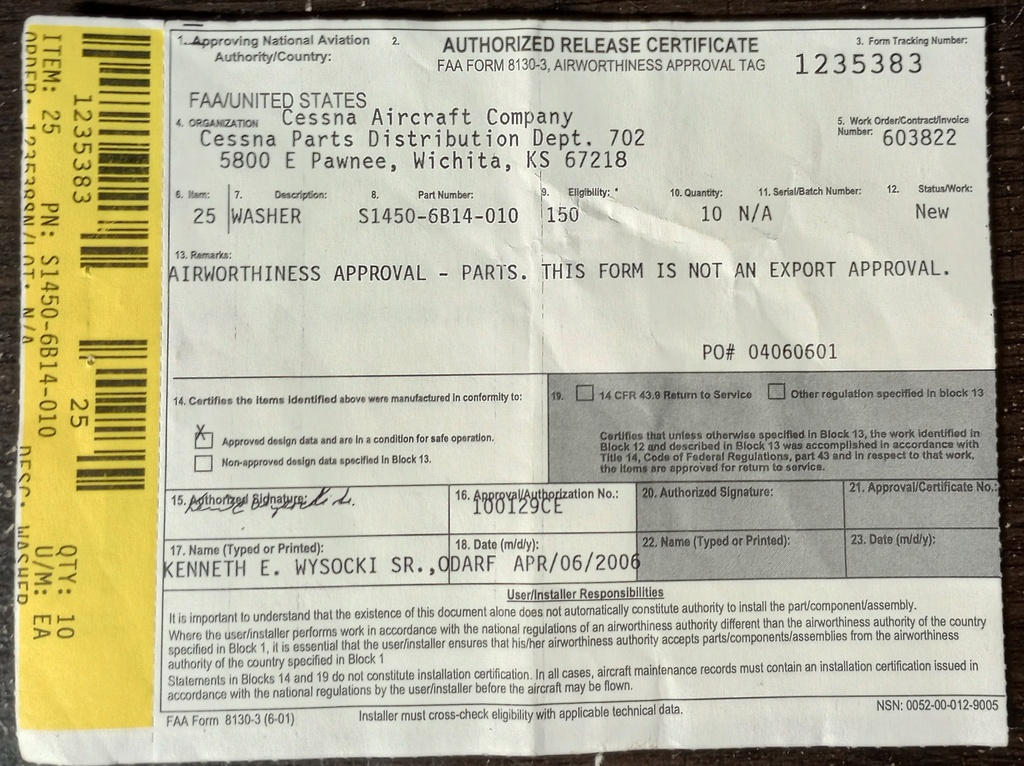 1. Approving National Aviation Authority/Country:
2.
AUTHORIZED RELEASE CERTIFICATE
FAA FORM 8130-3, AIRWORTHINESS APPROVAL TAG
3. Form Tracking Number:
1235383
FAA/UNITED STATES
4. ORGANIZATION Cessna Aircraft Company
Cessna Parts Distribution Dept. 702
5800 E Pawnee, Wichita, KS 67218
5. Work Order/Contract/Invoice
Number: 603822
6. Item: 7. Description: 8. Part Number: 9. Eligibility: * 10. Quantity: 11. Serial/Batch Number: 12. Status/Work:
25 WASHER S1450-6B14-010 150 10 N/A New
13. Remarks:
AIRWORTHINESS APPROVAL - PARTS. THIS FORM IS NOT AN EXPORT APPROVAL.
PO# 04060601
14. Certifies the items identified above were manufactured in conformity to:
X Approved design data and are in a condition for safe operation.
Non-approved design data specified in Block 13.
19. 14 CFR 43.9 Return to Service Other regulation specified in block 13
Certifies that unless otherwise specified in Block 13, the work identified in
Block 12 and described in Block 13 was accomplished in accordance with
Title 14, Code of Federal Regulations, part 43 and in respect to that work,
the items are approved for return to service.
15. Authorized Signature:
16. Approval/Authorization No.:
100129CE
20. Authorized Signature:
21. Approval/Certificate No.:
17. Name (Typed or Printed):
KENNETH E. WYSOCKI SR.,ODARF
18. Date (m/d/y):
APR/06/2006
22. Name (Typed or Printed):
23. Date (m/d/y):
User/Installer Responsibilities
It is important to understand that the existence of this document alone does not automatically constitute authority to install the part/component/assembly.
Where the user/installer performs work in accordance with the national regulations of an airworthiness authority different than the airworthiness authority of the country
specified in Block 1, it is essential that the user/installer ensures that his/her airworthiness authority accepts parts/components/assemblies from the airworthiness
authority of the country specified in Block 1
Statements in Blocks 14 and 19 do not constitute installation certification. In all cases, aircraft maintenance records must contain an installation certification issued in
accordance with the national regulations by the user/installer before the aircraft may be flown.
FAA Form 8130-3 (6-01)
Installer must cross-check eligibility with applicable technical data.
NSN: 0052-00-012-9005
1235383 25
ITEM: 25 PN: S1450-6B14-010 QTY: 10
DESC: WASHER U/M: EA